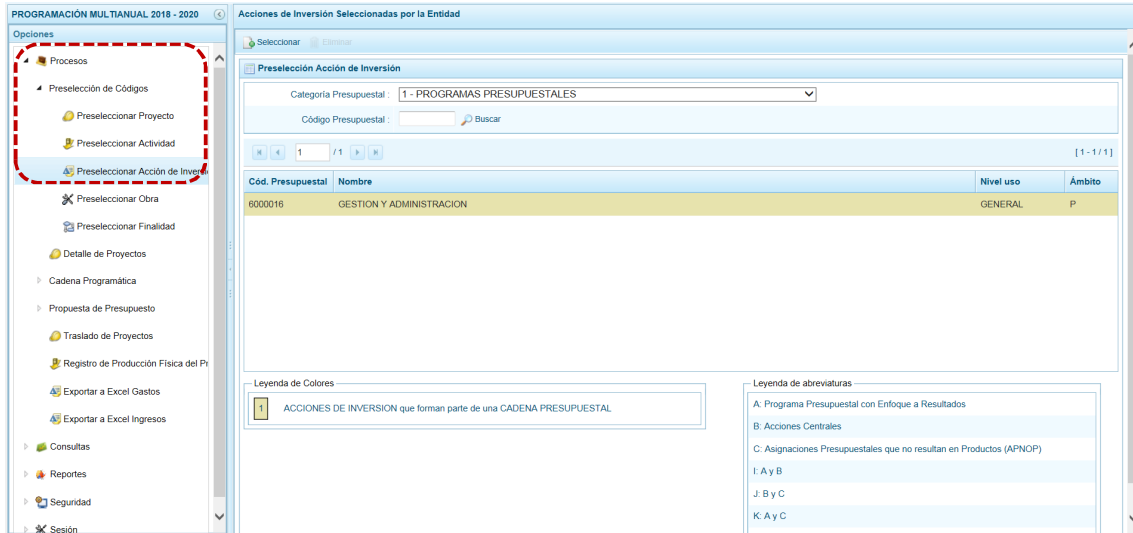 PROGRAMACIÓN MULTIANUAL 2018 - 2020
Opciones
Procesos
Preselección de Códigos
Preseleccionar Proyecto
Preseleccionar Actividad
Preseleccionar Acción de Inversió
Preseleccionar Obra
Preseleccionar Finalidad
Detalle de Proyectos
Cadena Programática
Propuesta de Presupuesto
Traslado de Proyectos
Registro de Producción Física del Pr
Exportar a Excel Gastos
Exportar a Excel Ingresos
Consultas
Reportes
Seguridad
Sesión
Acciones de Inversión Seleccionadas por la Entidad
Seleccionar Eliminar
Preselección Acción de Inversión
Categoría Presupuestal : 1 - PROGRAMAS PRESUPUESTALES
Código Presupuestal : Buscar
1 / 1 [ 1 - 1 / 1 ]
Cód. Presupuestal Nombre Nivel uso Ámbito
6000016 GESTION Y ADMINISTRACION GENERAL P
Leyenda de Colores
1 ACCIONES DE INVERSION que forman parte de una CADENA PRESUPUESTAL
Leyenda de abreviaturas
A: Programa Presupuestal con Enfoque a Resultados
B: Acciones Centrales
C: Asignaciones Presupuestales que no resultan en Productos (APNOP)
I: A y B
J: B y C
K: A y C